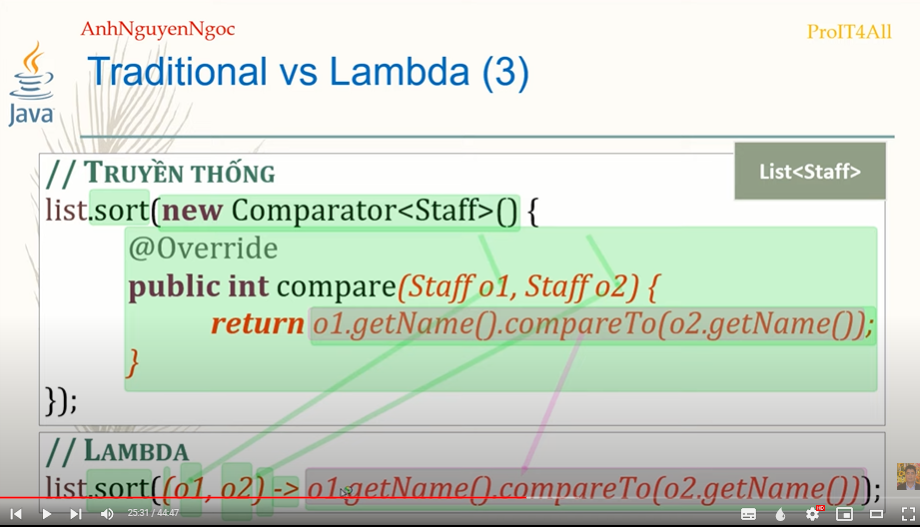 AnhNguyenNgoc
ProIT4All
Java
Traditional vs Lambda (3)
List<Staff>
// TRUYỀN THỐNG
list.sort(new Comparator<Staff>() {
@Override
public int compare(Staff o1, Staff o2) {
return o1.getName().compareTo(o2.getName());
}
});
// LAMBDA
list.sort((o1, o2) -> o1.getName().compareTo(o2.getName()));
25:31 / 44:47
HD